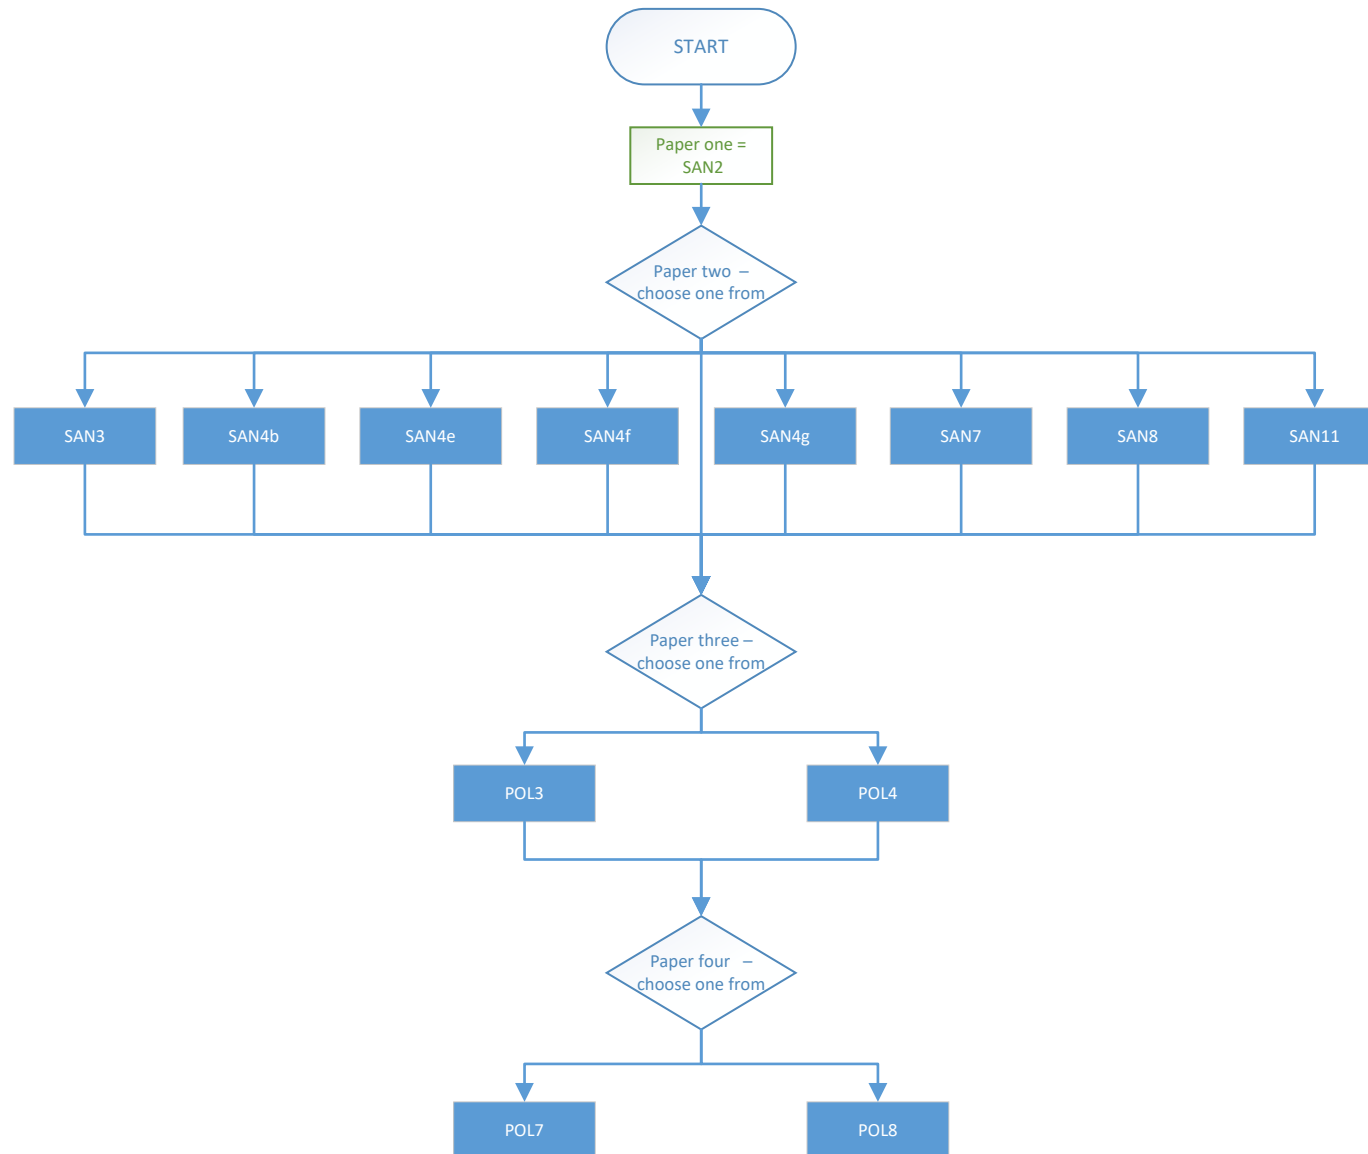 START
Paper one =
SAN2
Paper two –
choose one from
SAN3
SAN4b
SAN4e
SAN4f
SAN4g
SAN7
SAN8
SAN11
Paper three –
choose one from
POL3
POL4
Paper four –
choose one from
POL7
POL8